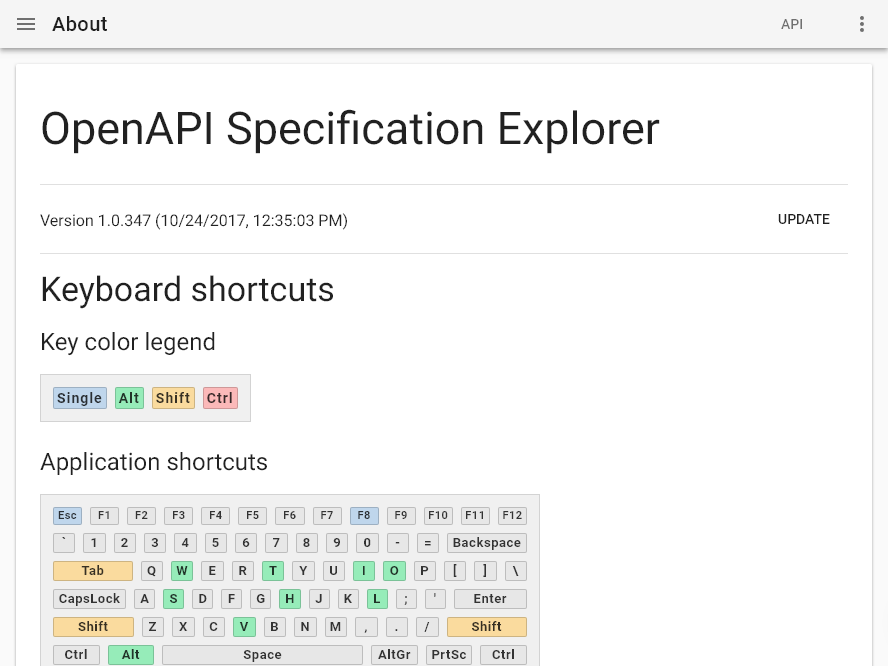 About API
OpenAPI Specification Explorer
Version 1.0.347 (10/24/2017, 12:35:03 PM) UPDATE
Keyboard shortcuts
Key color legend
Single Alt Shift Ctrl
Application shortcuts
Esc F1 F2 F3 F4 F5 F6 F7 F8 F9 F10 F11 F12
` 1 2 3 4 5 6 7 8 9 0 - = Backspace
Tab Q W E R T Y U I O P [ ] \
CapsLock A S D F G H J K L ; ' Enter
Shift Z X C V B N M , . / Shift
Ctrl Alt Space AltGr PrtSc Ctrl